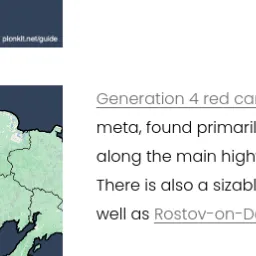 plonkit.net/guide
Generation 4 red ca
meta, found primaril
along the main high
There is also a sizabl
well as Rostov-on-D